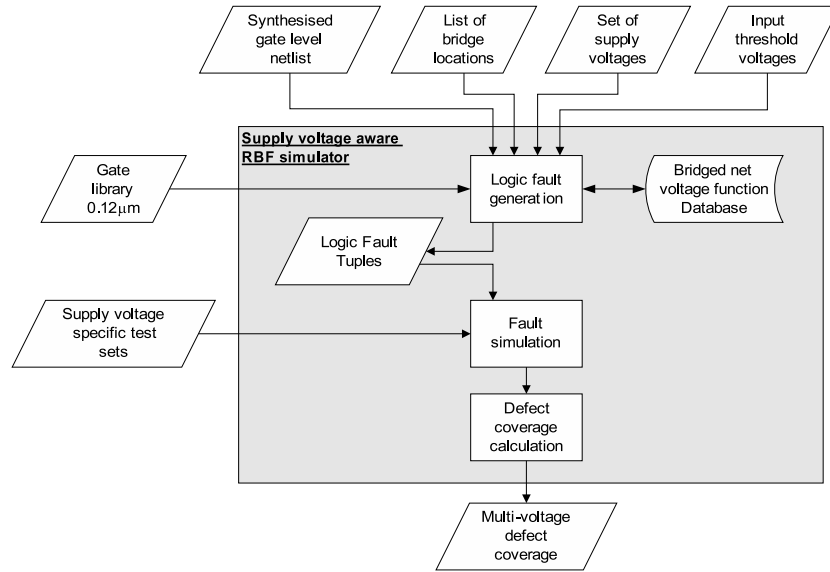 Synthesised
gate level
netlist
List of
bridge
locations
Set of
supply
voltages
Input
threshold
voltages
Supply voltage aware
RBF simulator
Gate
library
0.12μm
Logic fault
generation
Bridged net
voltage function
Database
Logic Fault
Tuples
Supply voltage
specific test
sets
Fault
simulation
Defect
coverage
calculation
Multi-voltage
defect
coverage